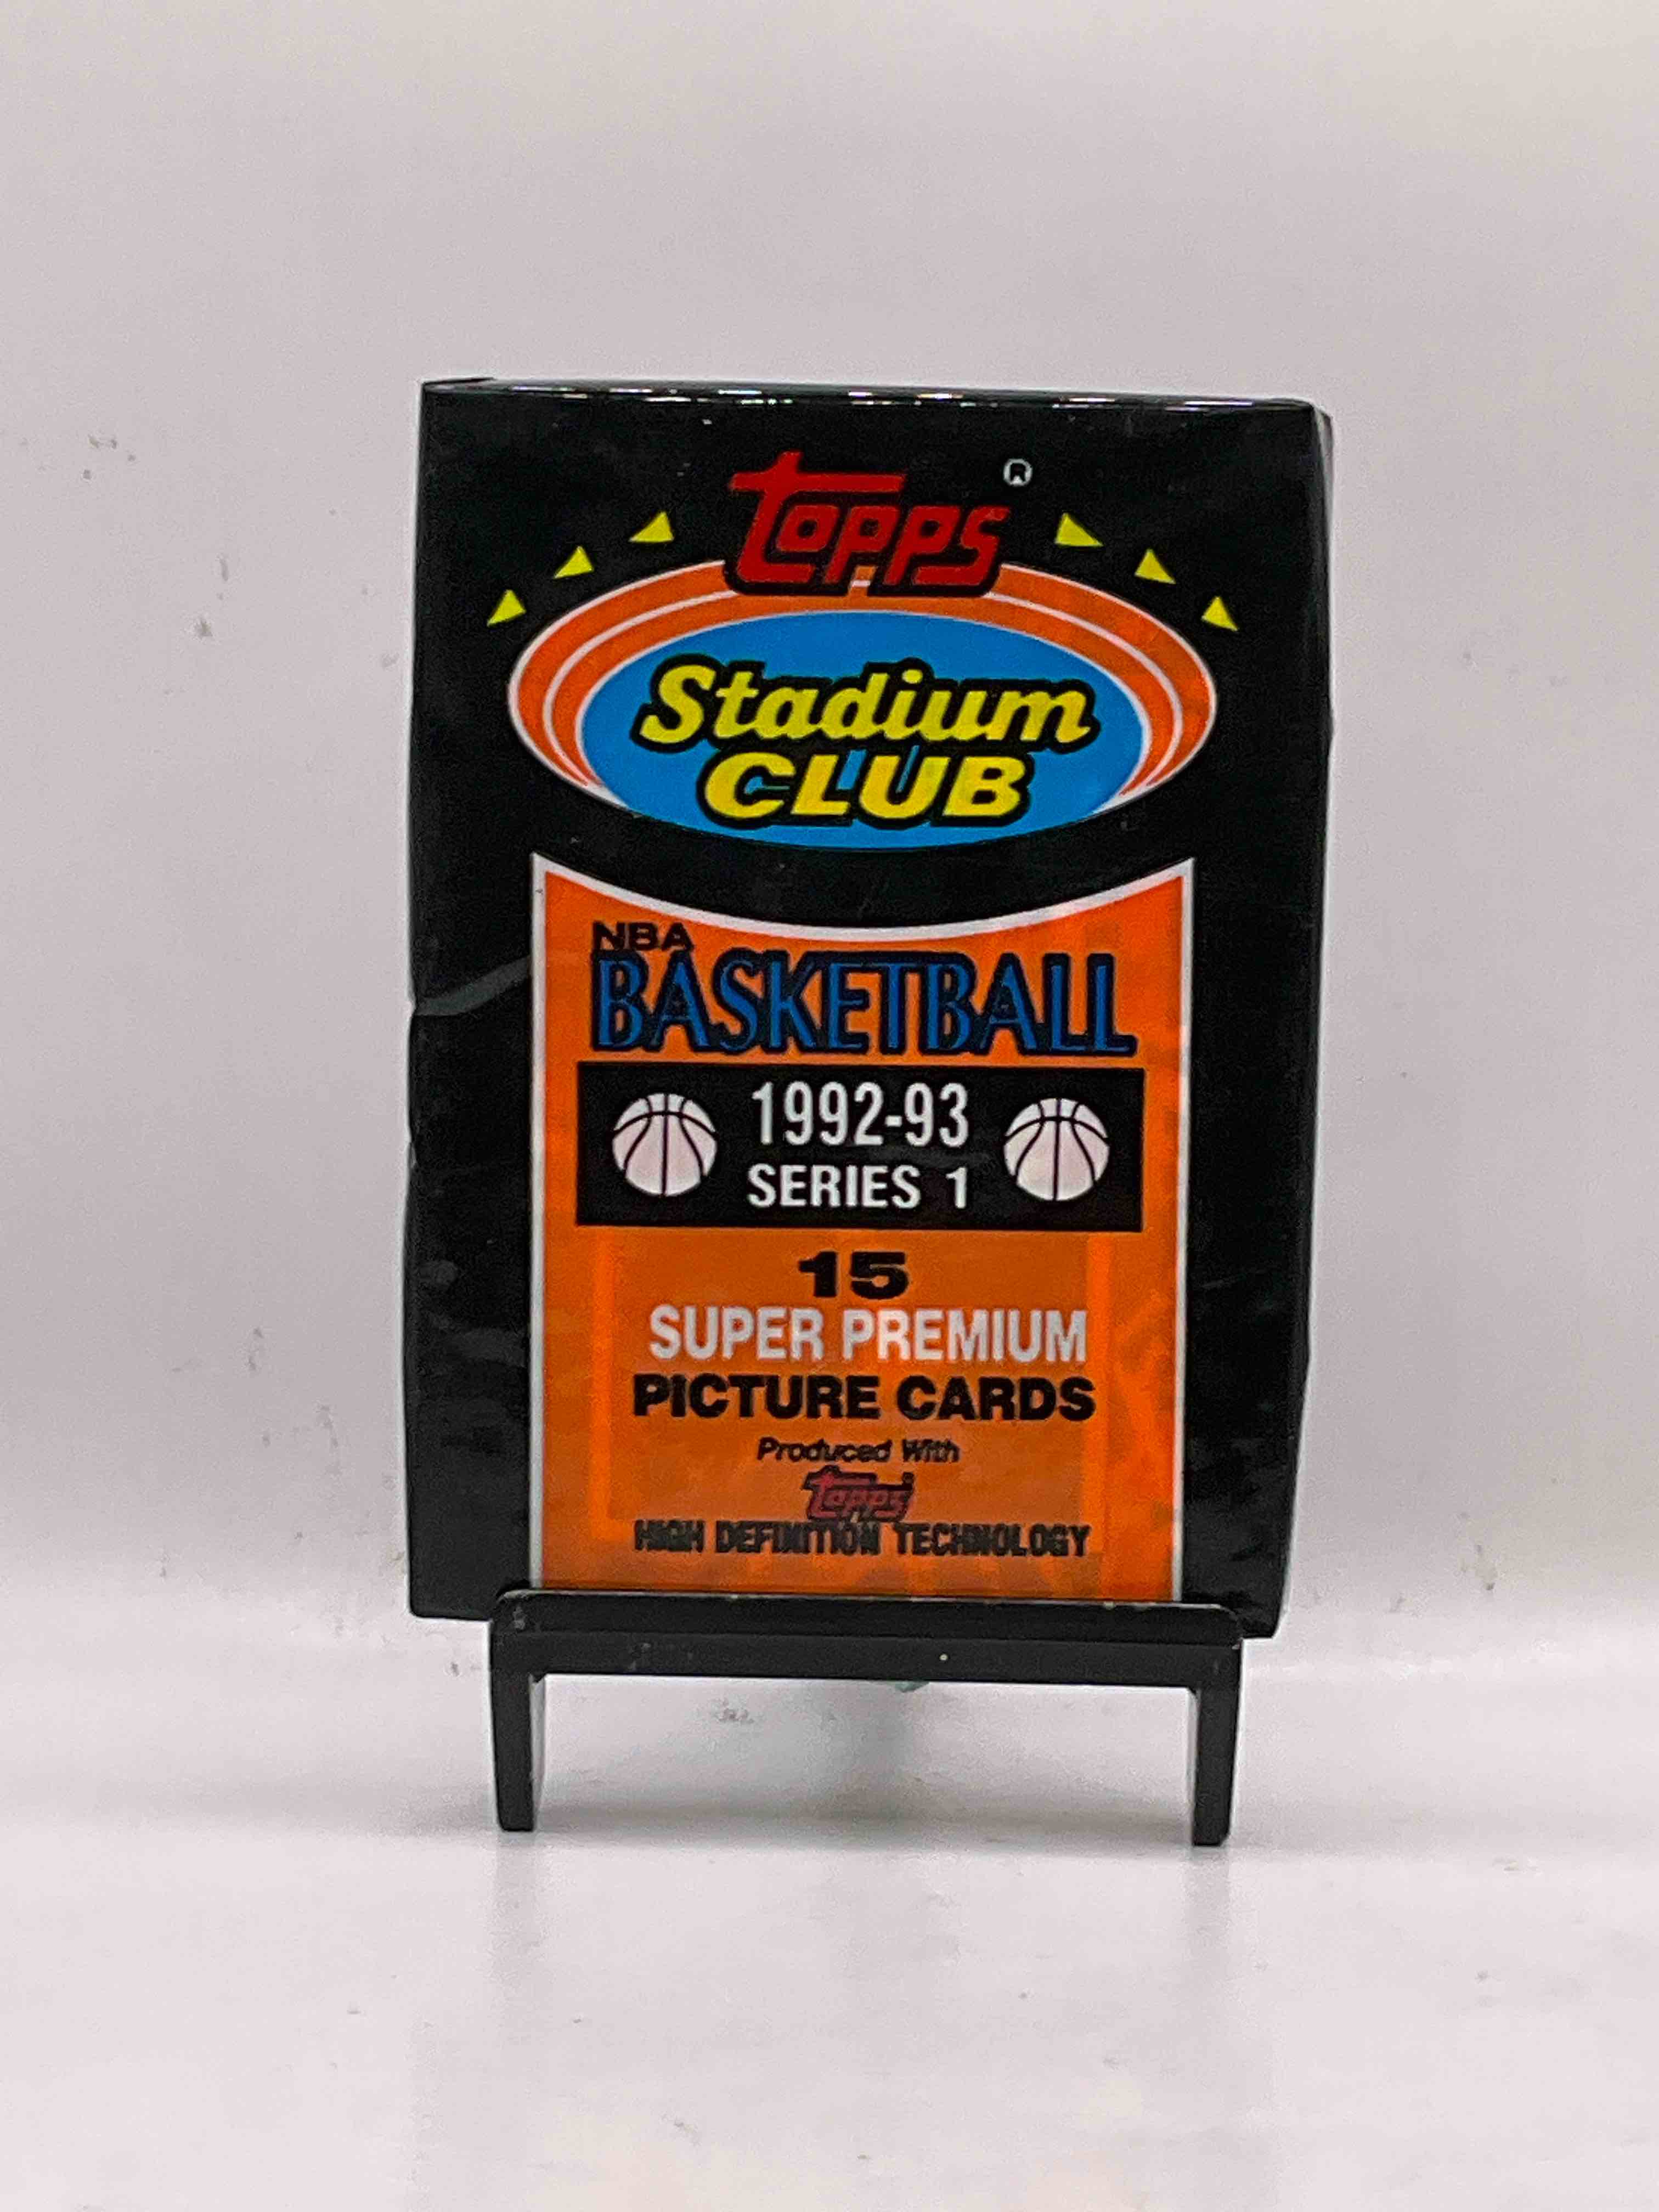 Topps ®
Stadium
CLUB
NBA
BASKETBALL
1992-93
SERIES 1
15
SUPER PREMIUM
PICTURE CARDS
Produced With
Topps
HIGH DEFINITION TECHNOLOGY